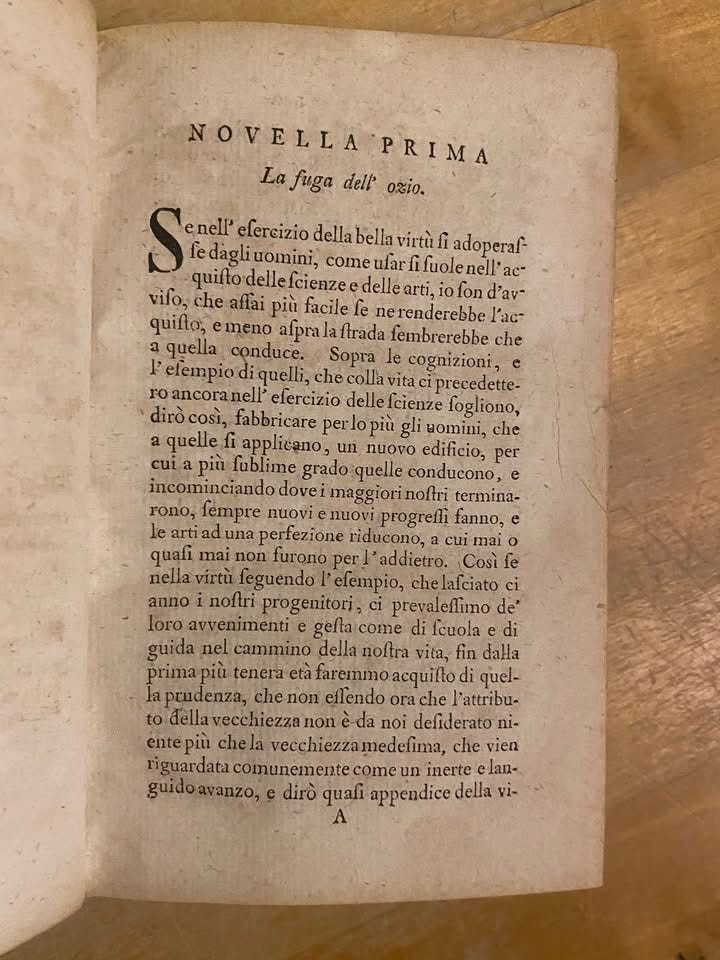 NOVELLA PRIMA
La fuga dell' ozio.
Se nell' eſercizio della bella virtù ſi adoperaſ-
ſe dagli uomini, come uſar ſi ſuole nell' ac-
quiſto delle ſcienze e delle arti, io ſon d'av-
viſo, che aſſai più facile ſe ne renderebbe l'ac-
quiſto, e meno aſpra la ſtrada ſembrerebbe che
a quella conduce. Sopra le cognizioni, e
l' eſempio di quelli, che colla vita ci precedette-
ro ancora nell' eſercizio delle ſcienze ſogliono,
dirò così, fabbricare per lo più gli uomini, che
a quelle ſi applicano, un nuovo edificio, per
cui a più ſublime grado quelle conducono, e
incominciando dove i maggiori noſtri termina-
rono, ſempre nuovi e nuovi progreſſi fanno, e
le arti ad una perfezione riducono, a cui mai o
quaſi mai non furono per l' addietro. Così ſe
nella virtù ſeguendo l' eſempio, che laſciato ci
anno i noſtri progenitori, ci prevaleſſimo de'
loro avvenimenti e geſta come di ſcuola e di
guida nel cammino della noſtra vita, fin dalla
prima più tenera età faremmo acquiſto di quel-
la prudenza, che non eſſendo ora che l'attribu-
to della vecchiezza non è da noi deſiderato ni-
ente più che la vecchiezza medeſima, che vien
riguardata comunemente come un inerte e lan-
guido avanzo, e dirò quaſi appendice della vi-
A